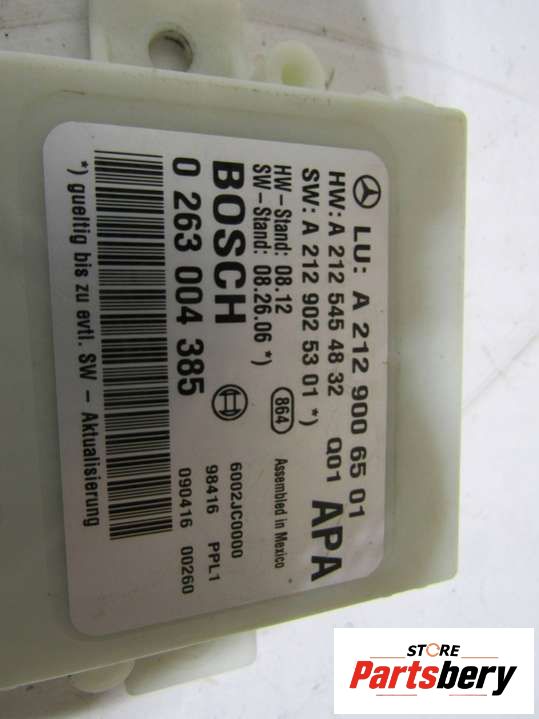 LU: A 212 900 65 01
HW: A 212 545 48 32 Q01
SW: A 212 902 53 01 *)
APA
HW – Stand: 08.12
SW – Stand: 08.26.06 *)
864
Assembled in Mexico
BOSCH
6002JC0000
0 263 004 385
98416 PPL1
090416 00260
*) gueltig bis zu evtl. SW – Aktualisierung
STORE
Partsbery